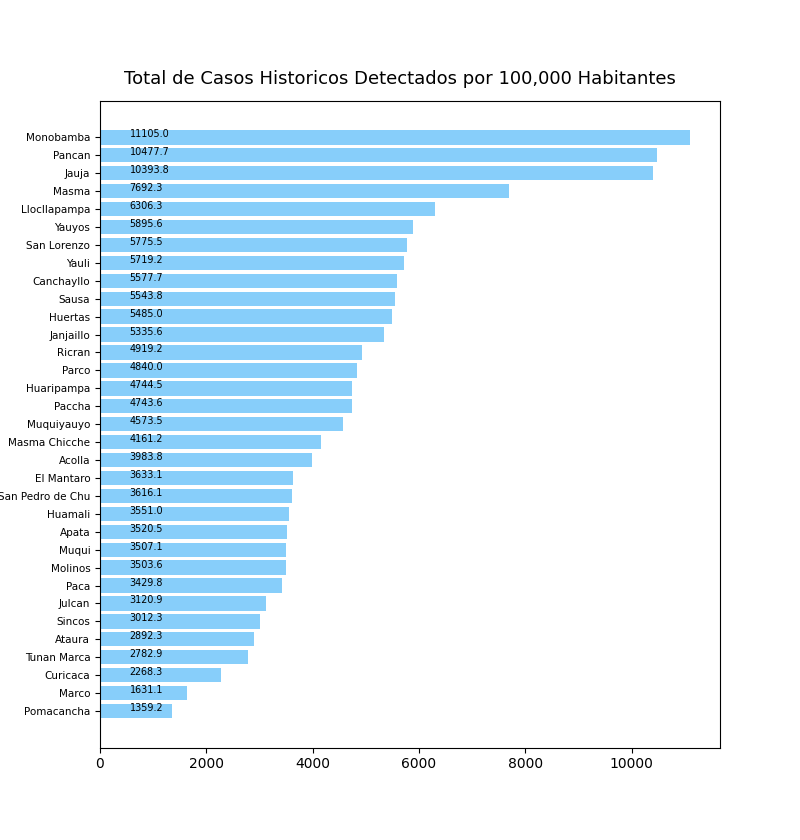 Total de Casos Historicos Detectados por 100,000 Habitantes
Monobamba 11105.0
Pancan 10477.7
Jauja 10393.8
Masma 7692.3
Llocllapampa 6306.3
Yauyos 5895.6
San Lorenzo 5775.5
Yauli 5719.2
Canchayllo 5577.7
Sausa 5543.8
Huertas 5485.0
Janjaillo 5335.6
Ricran 4919.2
Parco 4840.0
Huaripampa 4744.5
Paccha 4743.6
Muquiyauyo 4573.5
Masma Chicche 4161.2
Acolla 3983.8
El Mantaro 3633.1
San Pedro de Chu 3616.1
Huamali 3551.0
Apata 3520.5
Muqui 3507.1
Molinos 3503.6
Paca 3429.8
Julcan 3120.9
Sincos 3012.3
Ataura 2892.3
Tunan Marca 2782.9
Curicaca 2268.3
Marco 1631.1
Pomacancha 1359.2
0 2000 4000 6000 8000 10000